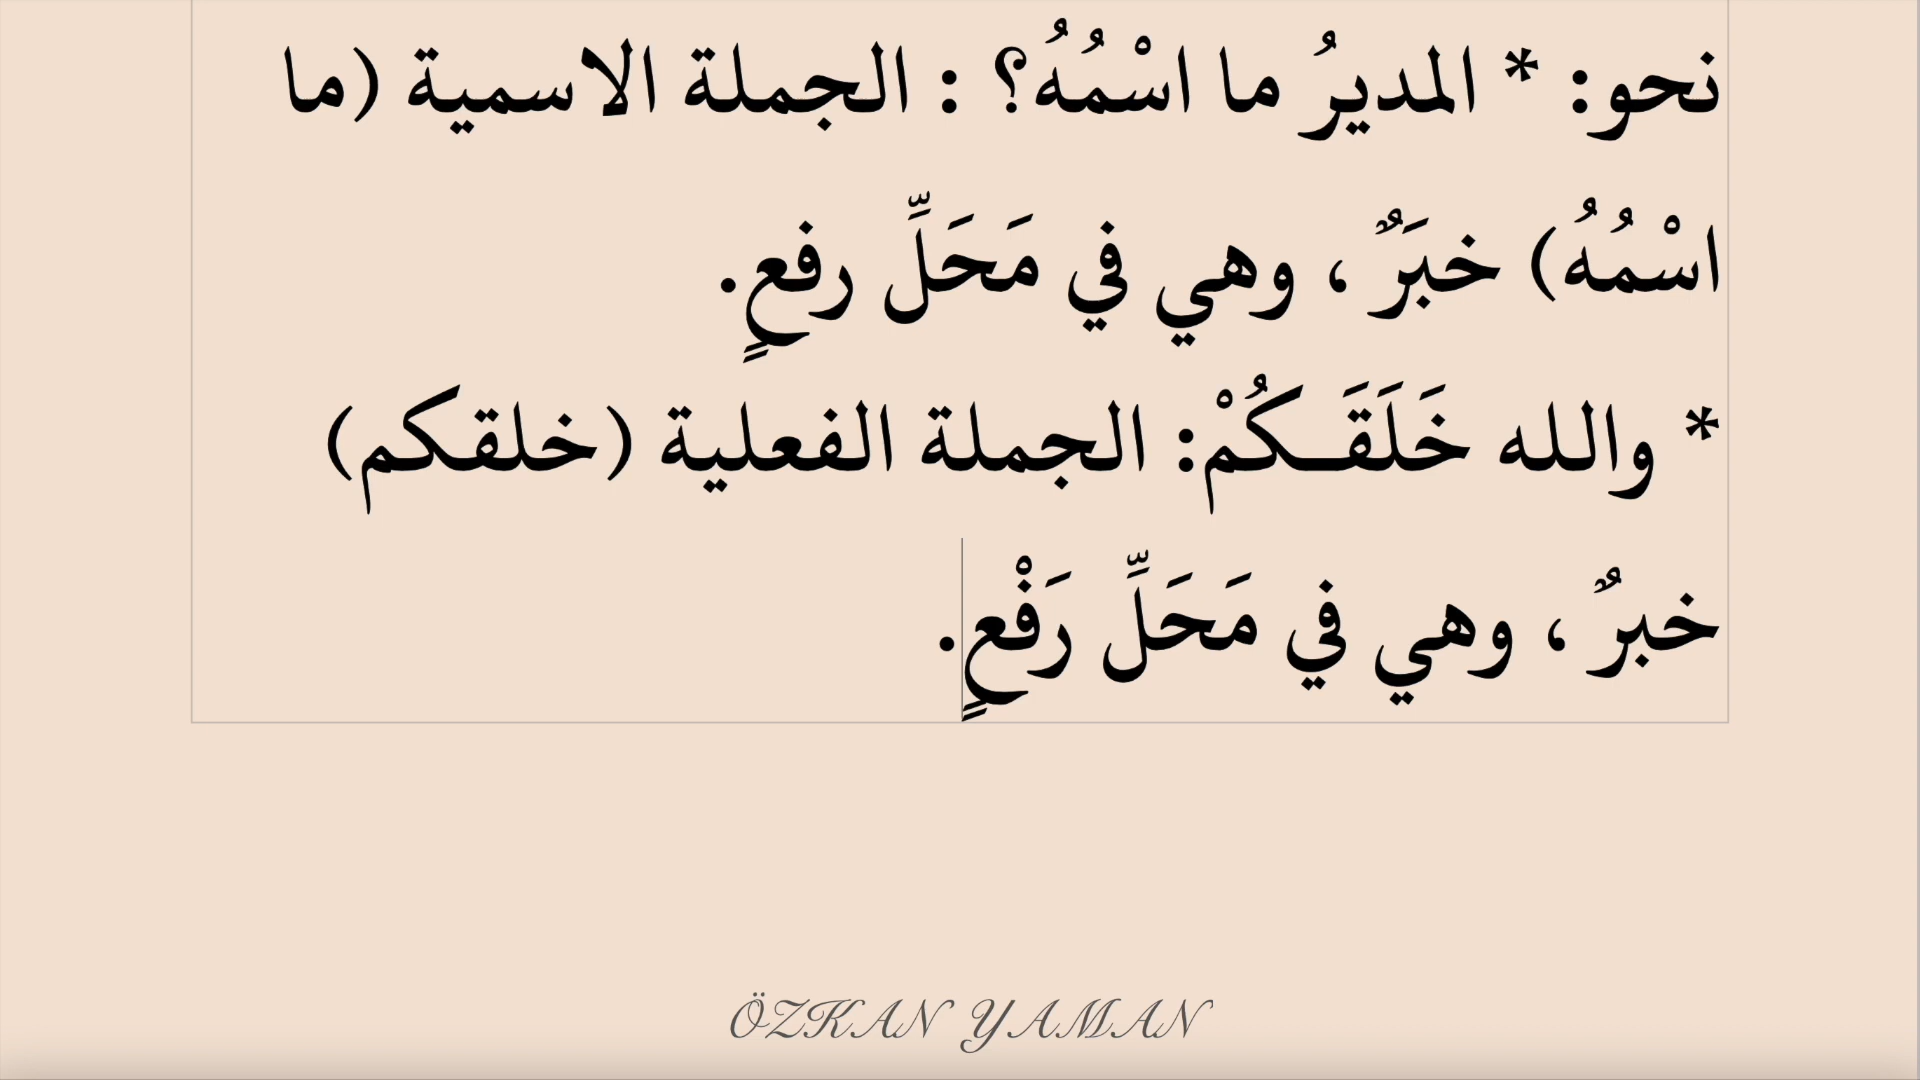 نحو: * المديرُ ما اسْمُهُ؟ : الجملة الاسمية (ما
اسْمُهُ) خبَرٌ ، وهي في مَحَلِّ رفعٍ.
* والله خَلَقَـكُمْ: الجملة الفعلية (خلقكم)
خبرٌ ، وهي في مَحَلِّ رَفْعٍ.
ÖZKAN YAMAN